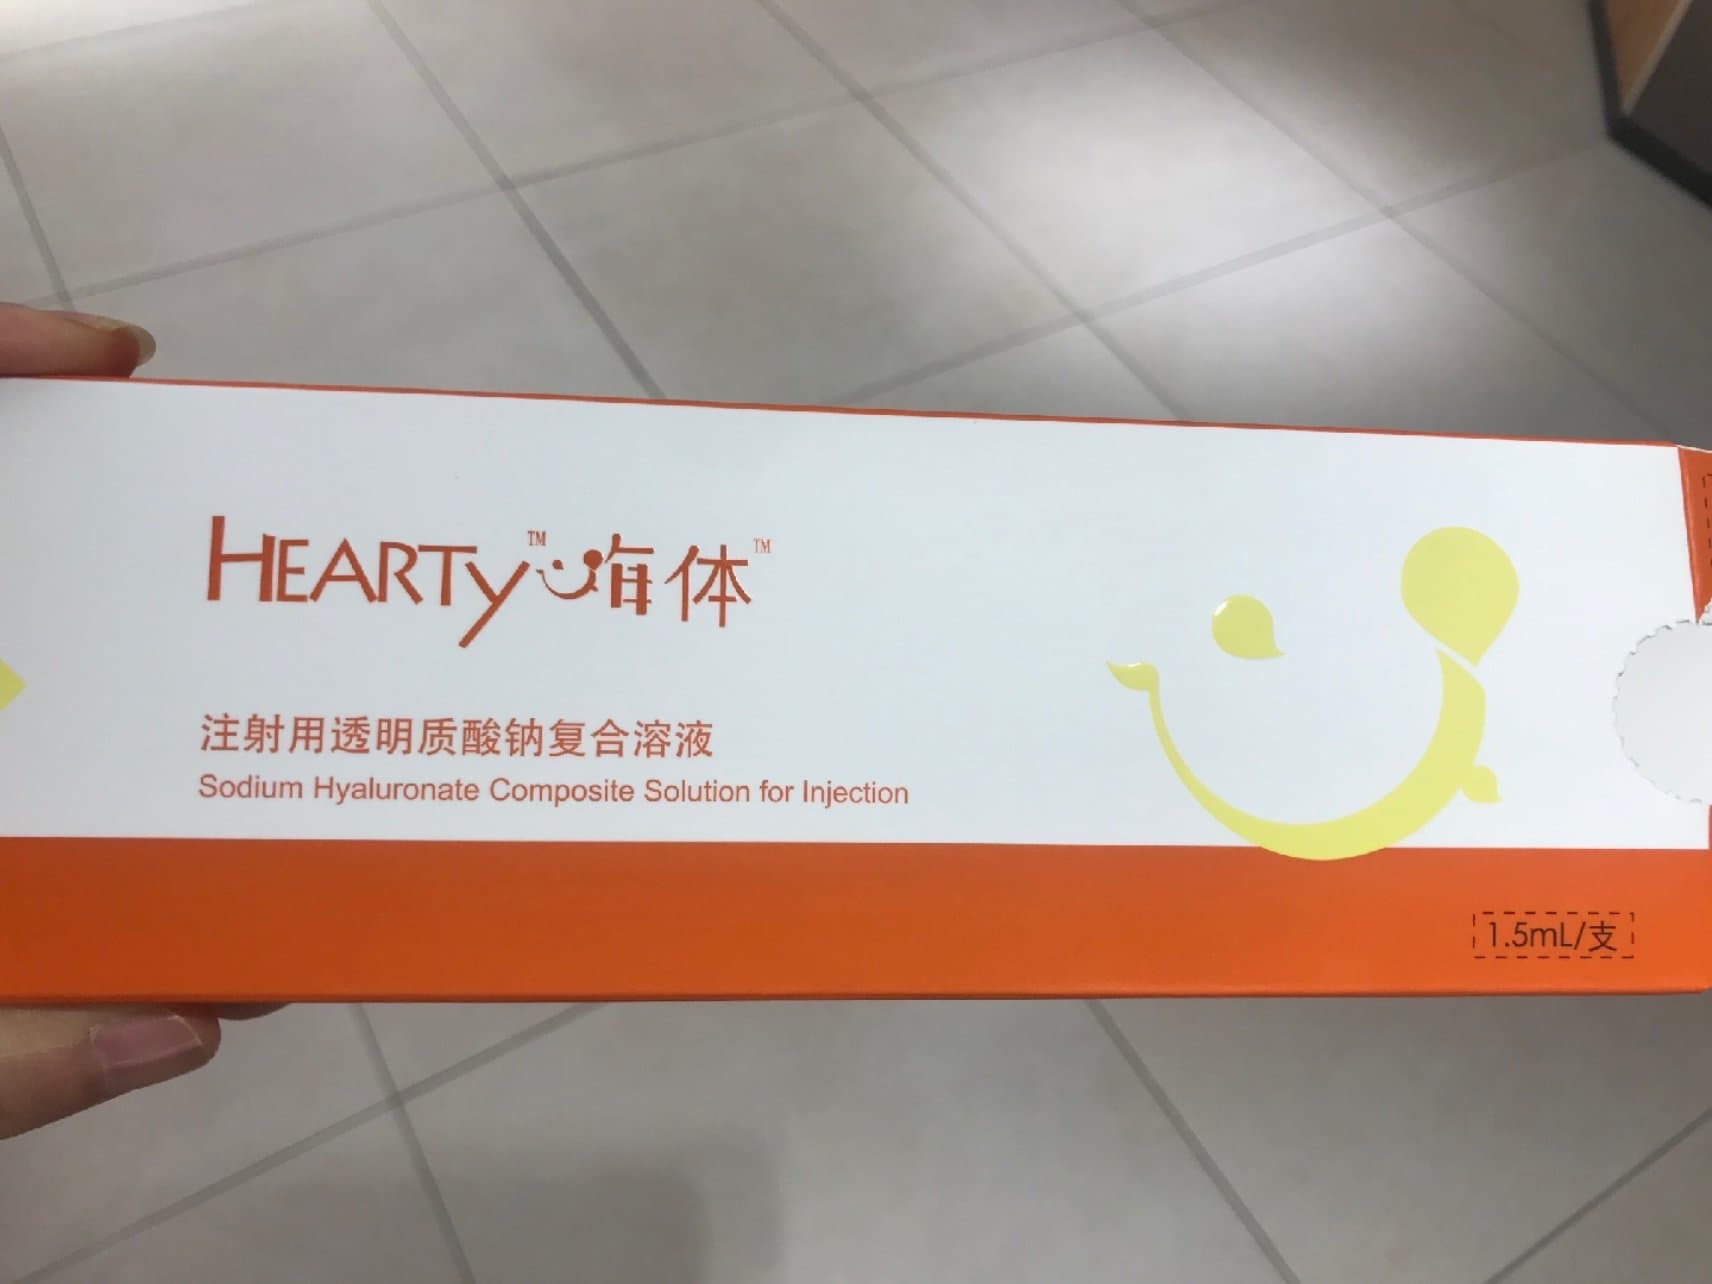 HEARTY™嗨体™
注射用透明质酸钠复合溶液
Sodium Hyaluronate Composite Solution for Injection
1.5mL/支